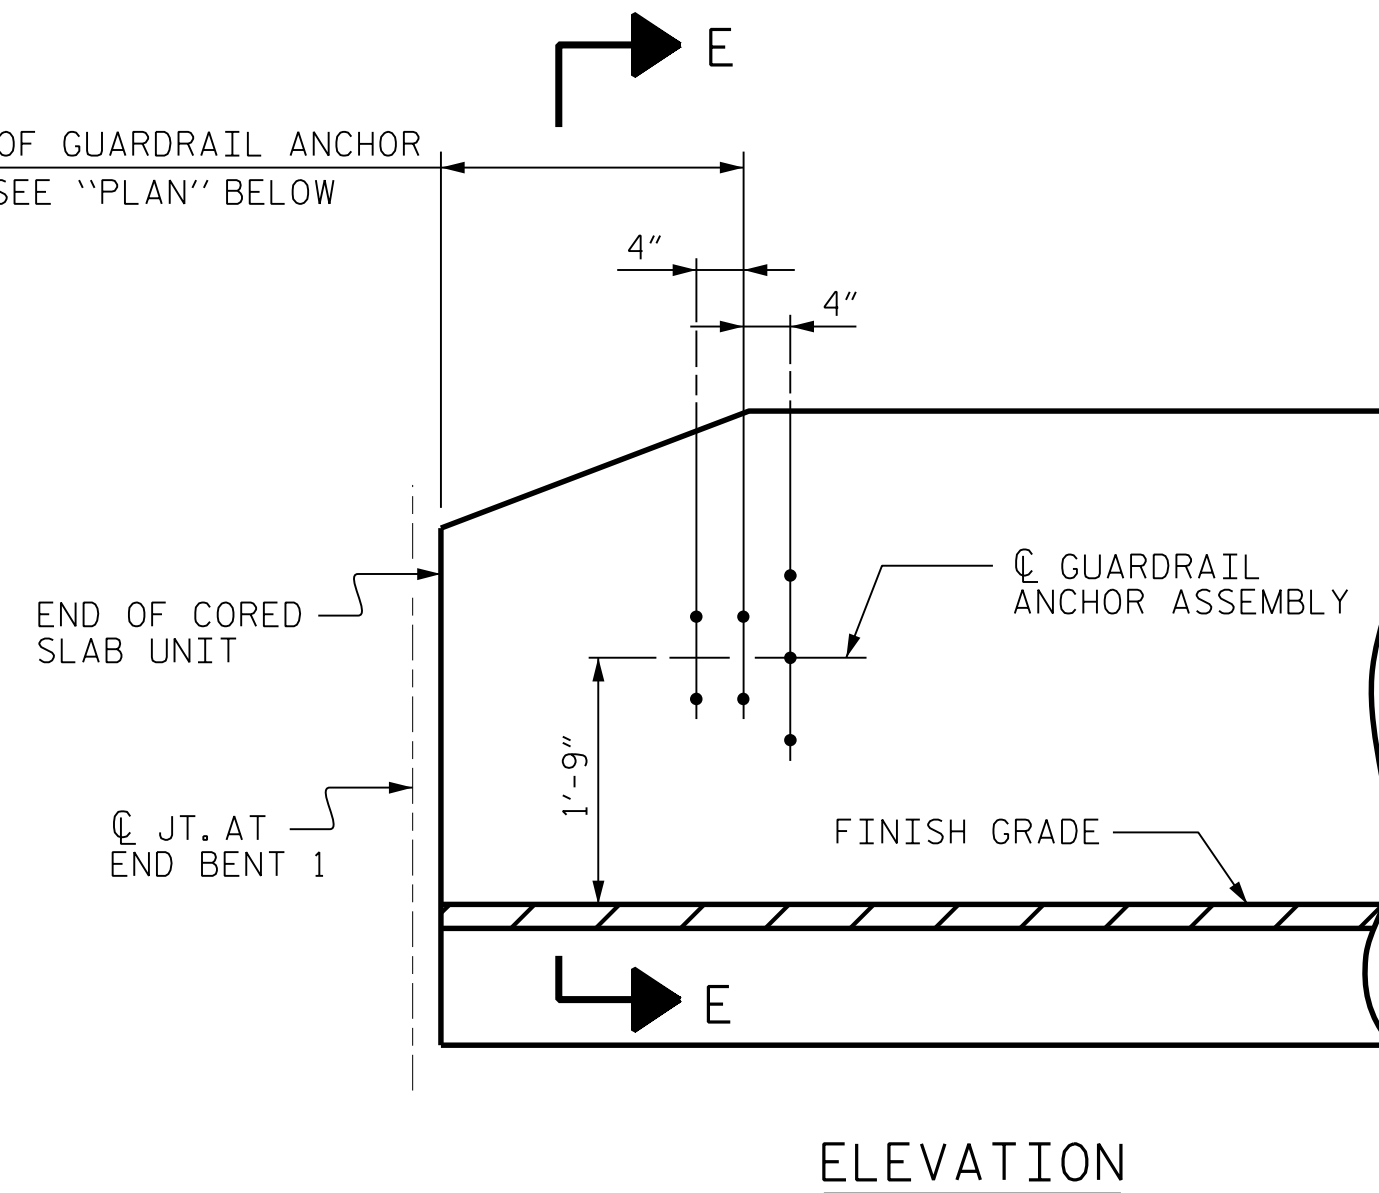 E
OF GUARDRAIL ANCHOR
SEE "PLAN" BELOW
4"
4"
℄ GUARDRAIL
ANCHOR ASSEMBLY
END OF CORED
SLAB UNIT
1'-9"
℄ JT. AT
END BENT 1
FINISH GRADE
E
ELEVATION